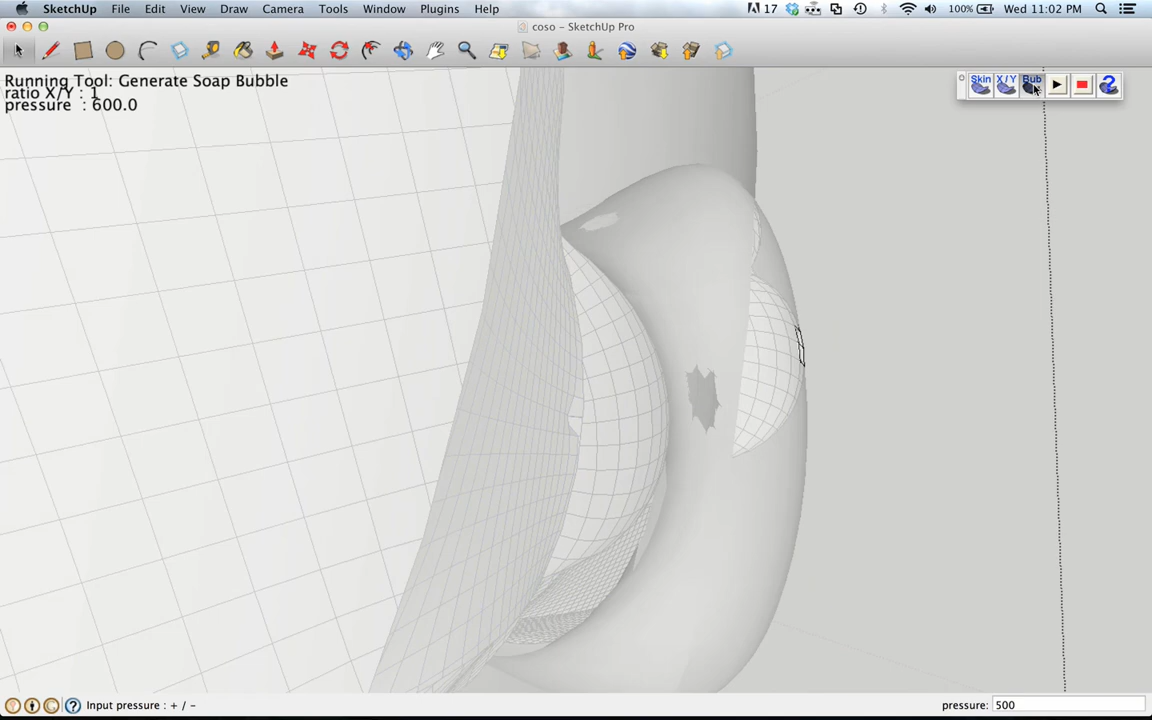 SketchUp File Edit View Draw Camera Tools Window Plugins Help 17 100% Wed 11:02 PM
coso – SketchUp Pro
Running Tool: Generate Soap Bubble
ratio X/Y : 1
pressure : 600.0
Skin X/Y Bub
Input pressure : + / - pressure: 500